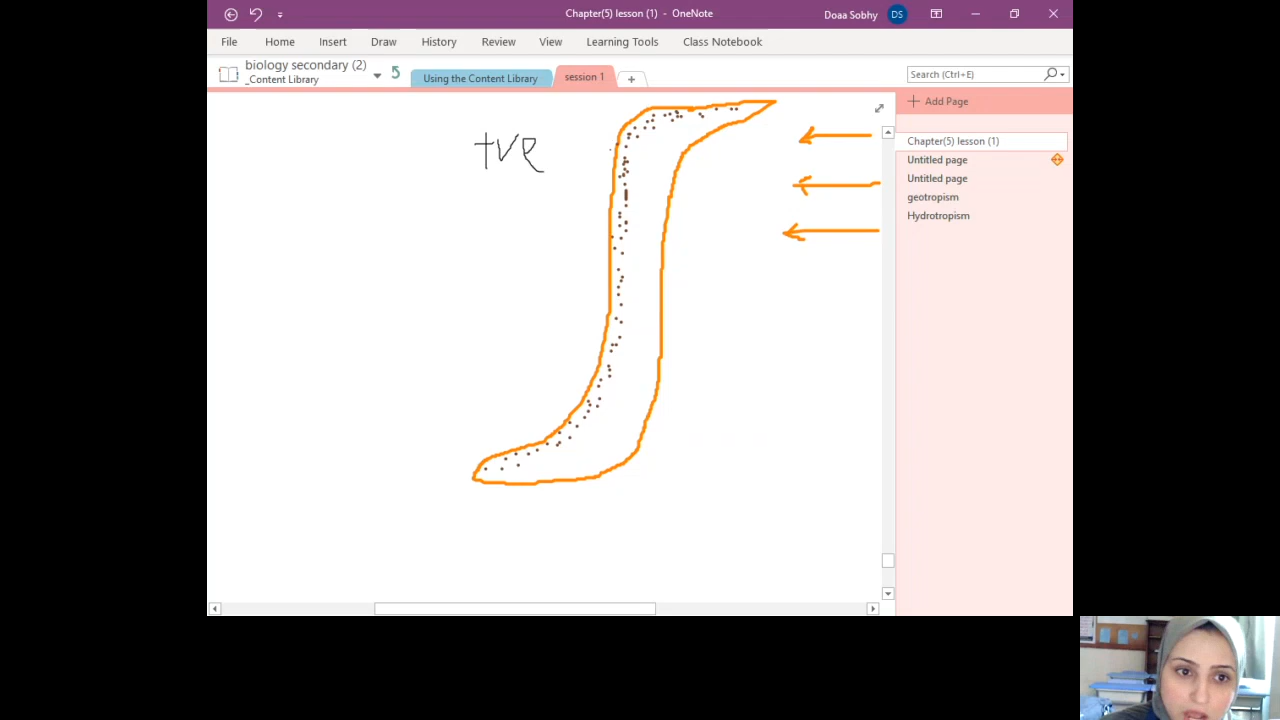 Chapter(5) lesson (1) - OneNote
Doaa Sobhy DS
File Home Insert Draw History Review View Learning Tools Class Notebook
biology secondary (2)
_Content Library
Using the Content Library
session 1
Search (Ctrl+E)
Add Page
Chapter(5) lesson (1)
Untitled page
Untitled page
geotropism
Hydrotropism
+ve